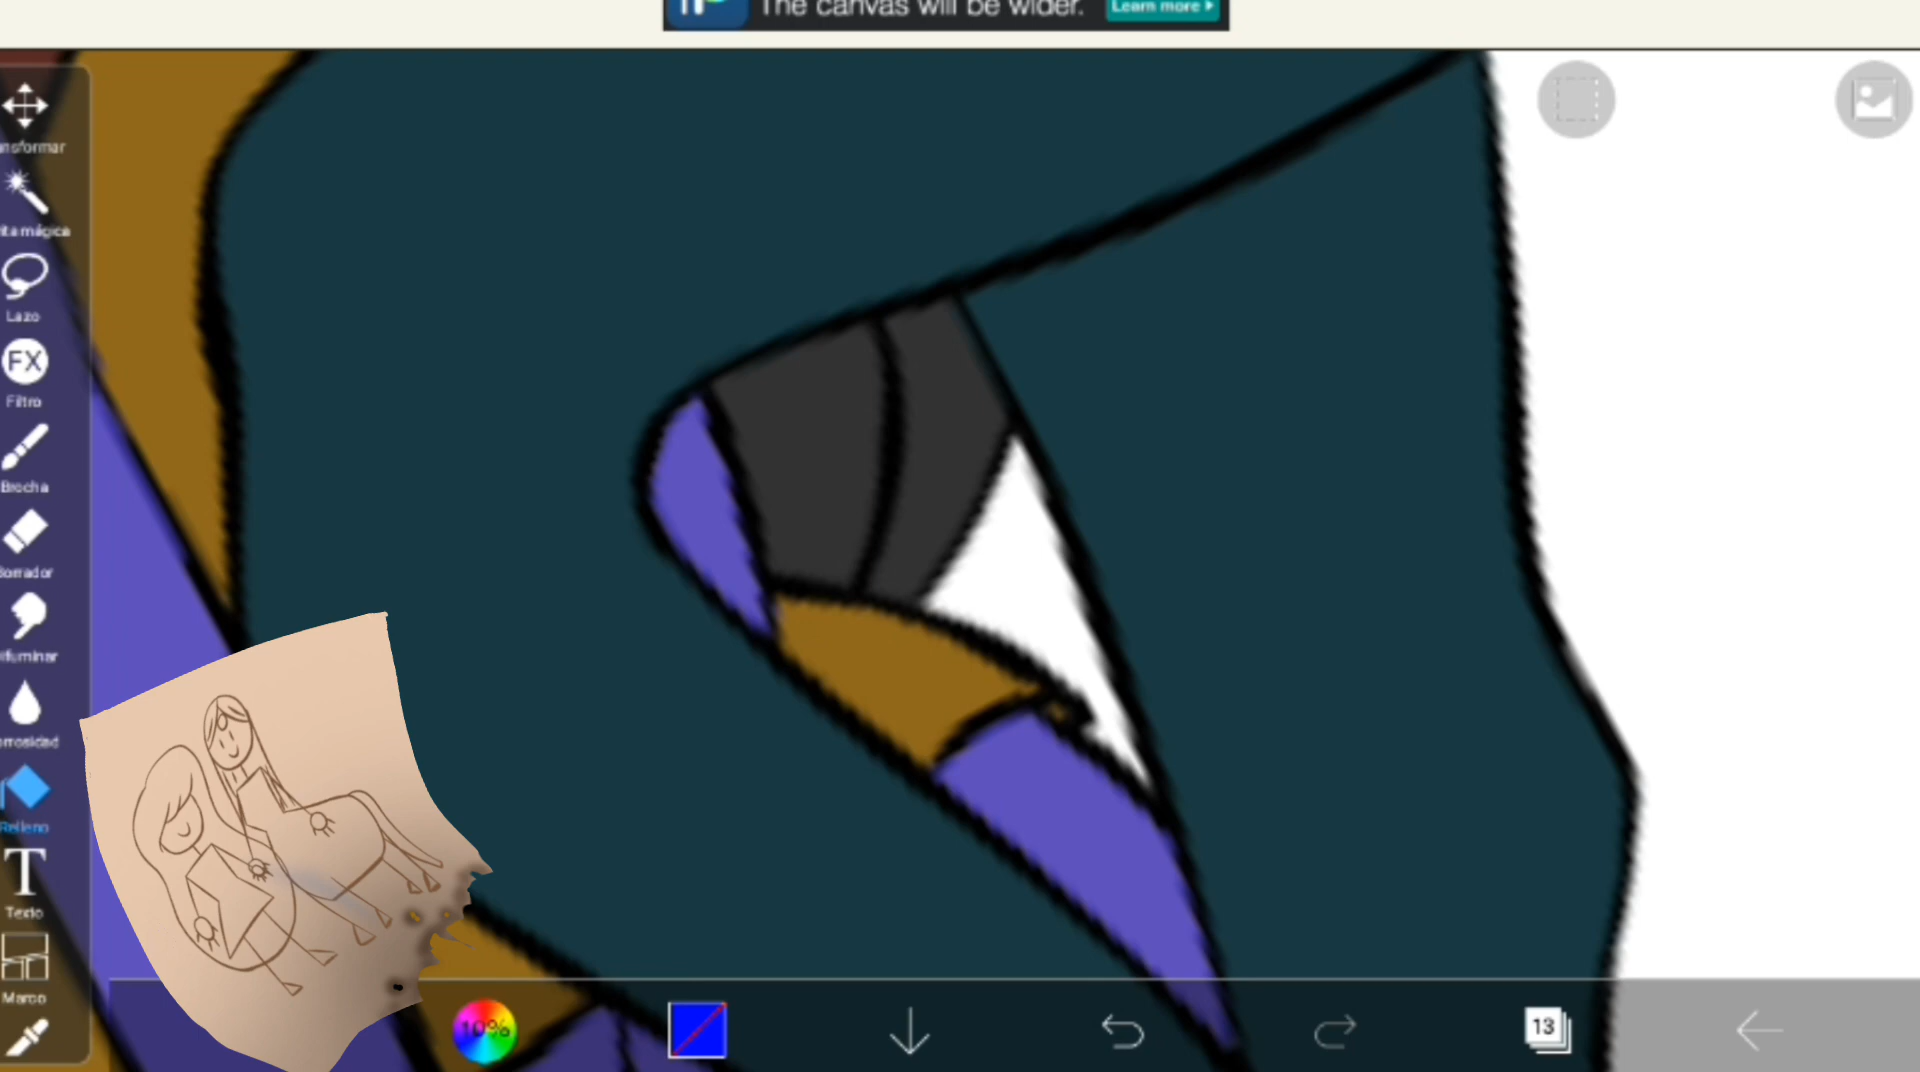 The canvas will be wider.
Learn more
nsformar
ita mágica
Lazo
FX
Filtro
Brocha
Borrador
ifuminar
rrosidad
Relleno
T
Texto
Marco
10%
13